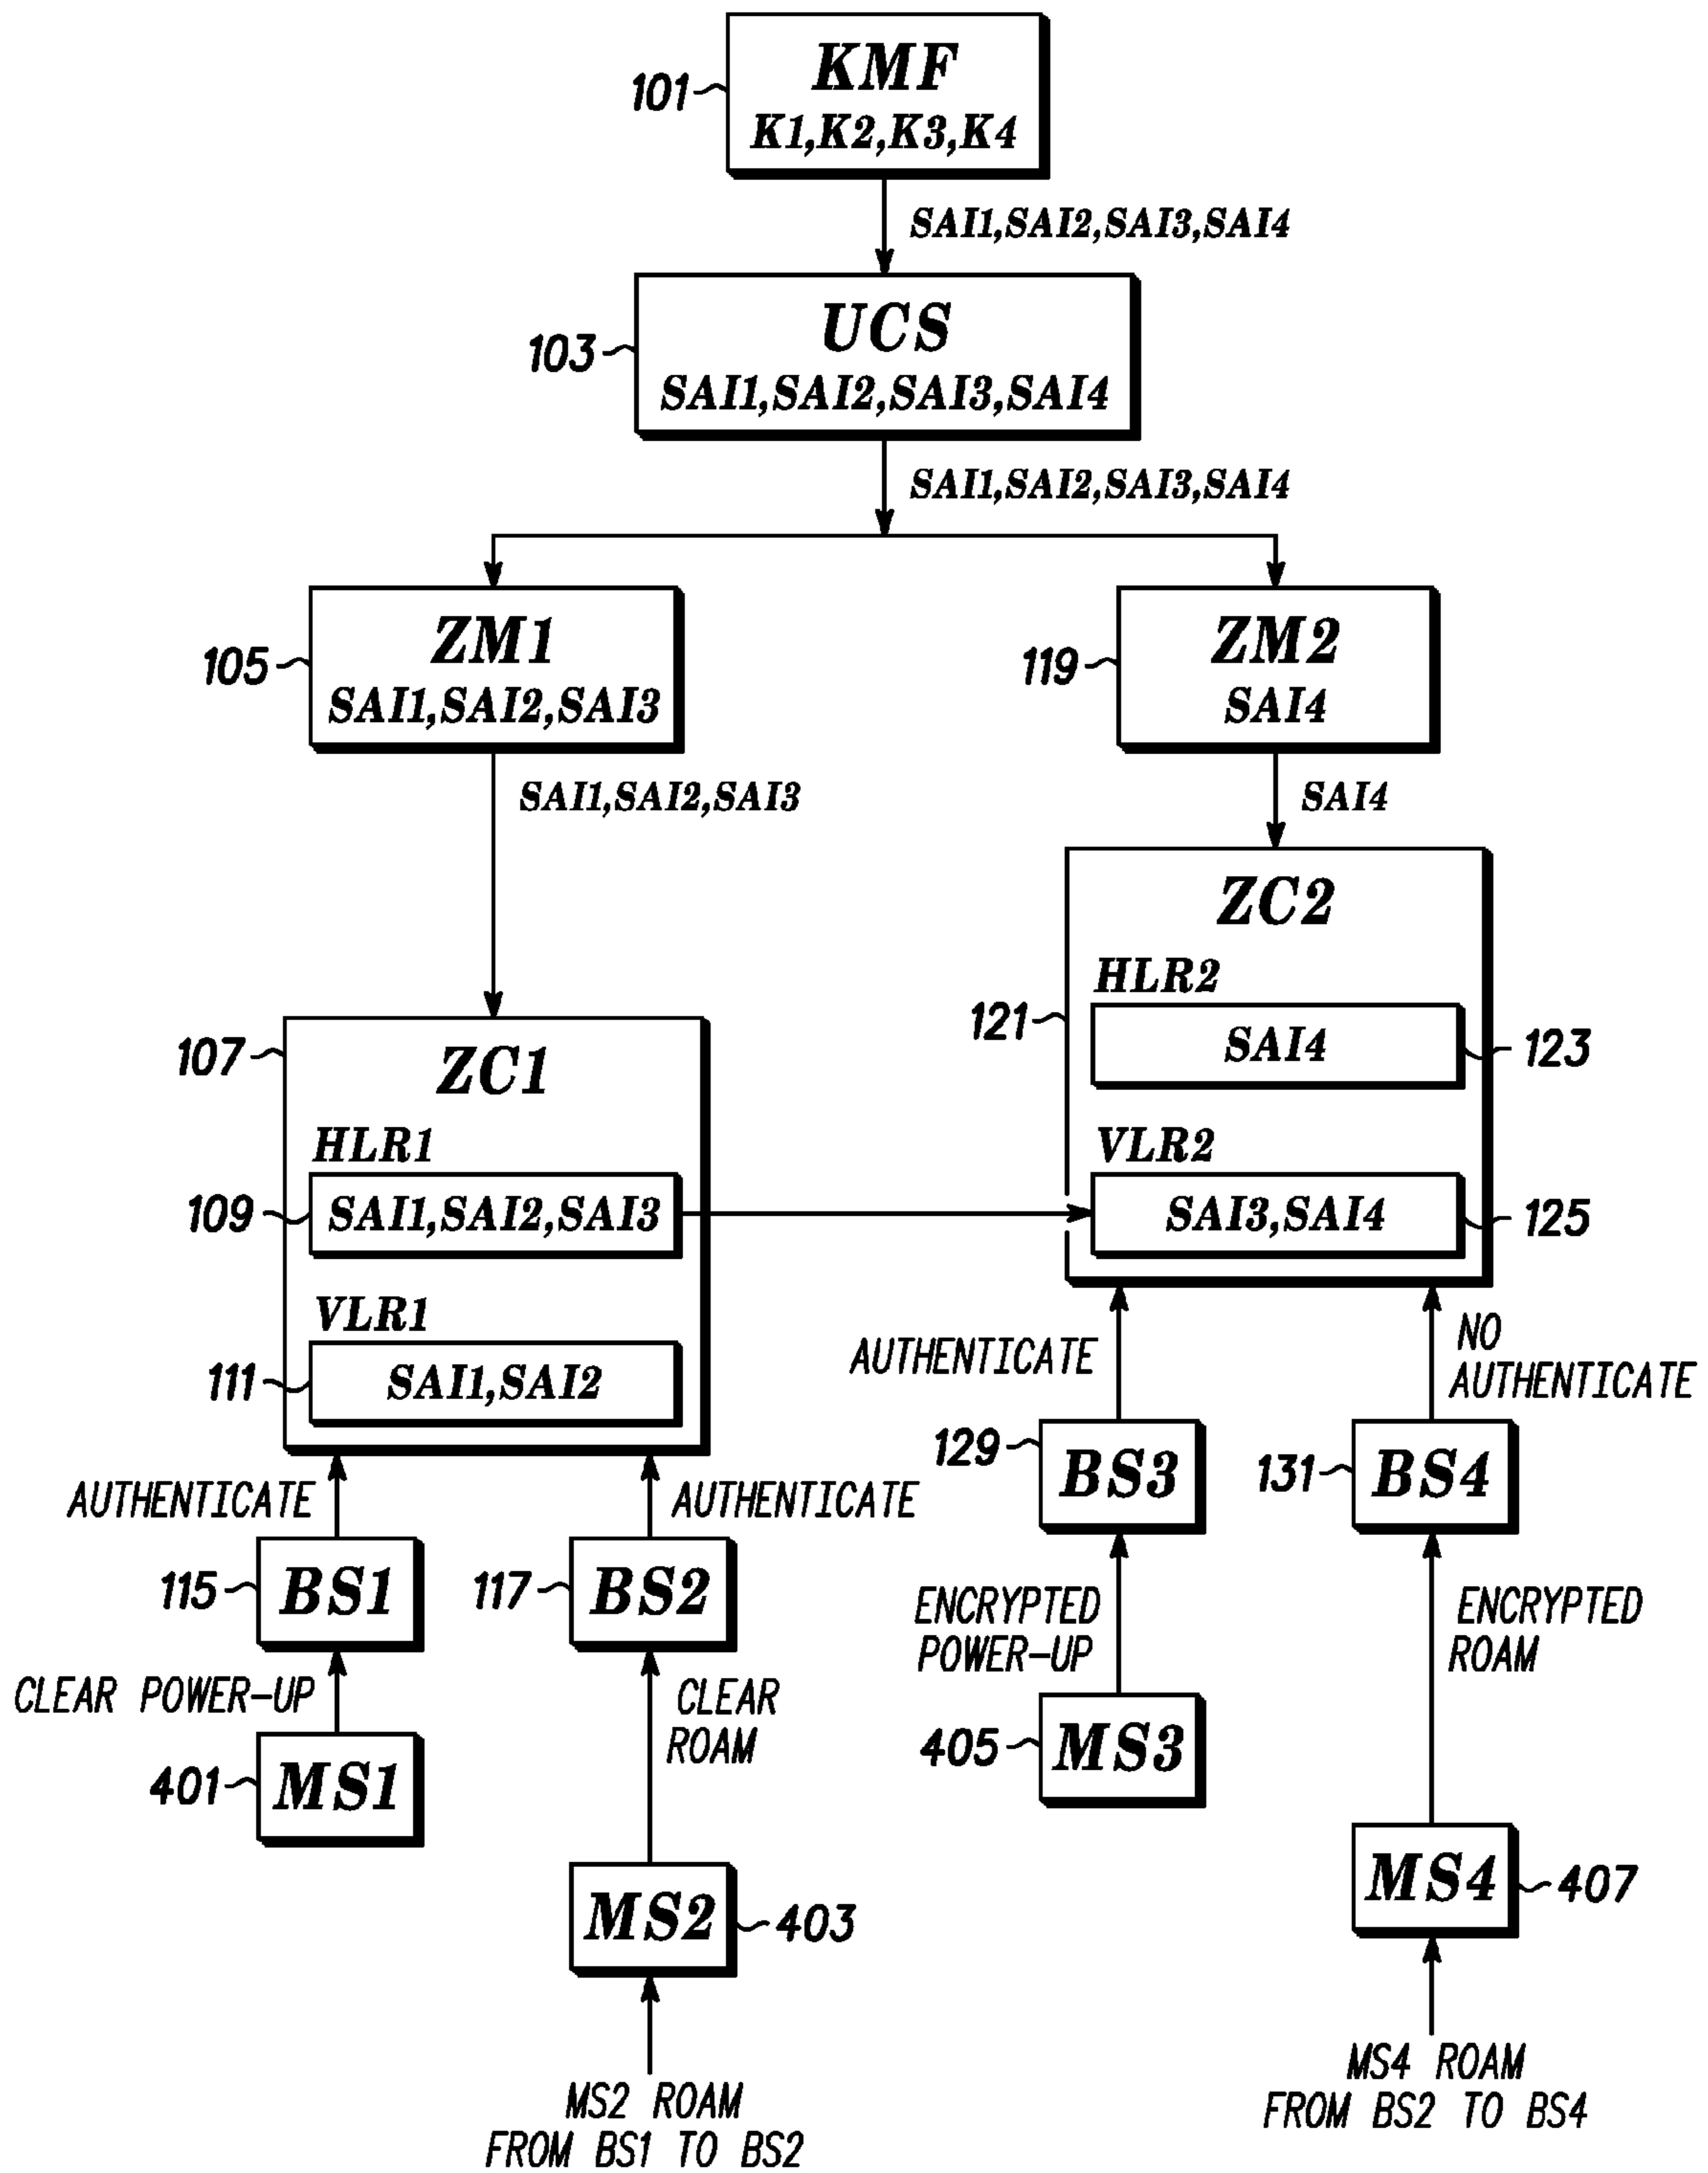 KMF
101
K1,K2,K3,K4
SAI1,SAI2,SAI3,SAI4
UCS
103
SAI1,SAI2,SAI3,SAI4
SAI1,SAI2,SAI3,SAI4
ZM1
105
SAI1,SAI2,SAI3
ZM2
119
SAI4
SAI1,SAI2,SAI3
SAI4
ZC2
HLR2
121
SAI4
123
VLR2
SAI3,SAI4
125
107
ZC1
HLR1
109
SAI1,SAI2,SAI3
VLR1
111
SAI1,SAI2
AUTHENTICATE
NO
AUTHENTICATE
129
BS3
131
BS4
AUTHENTICATE
AUTHENTICATE
115
BS1
117
BS2
ENCRYPTED
POWER-UP
ENCRYPTED
ROAM
CLEAR POWER-UP
CLEAR
ROAM
401
MS1
405
MS3
MS2
403
MS4
407
MS2 ROAM
FROM BS1 TO BS2
MS4 ROAM
FROM BS2 TO BS4